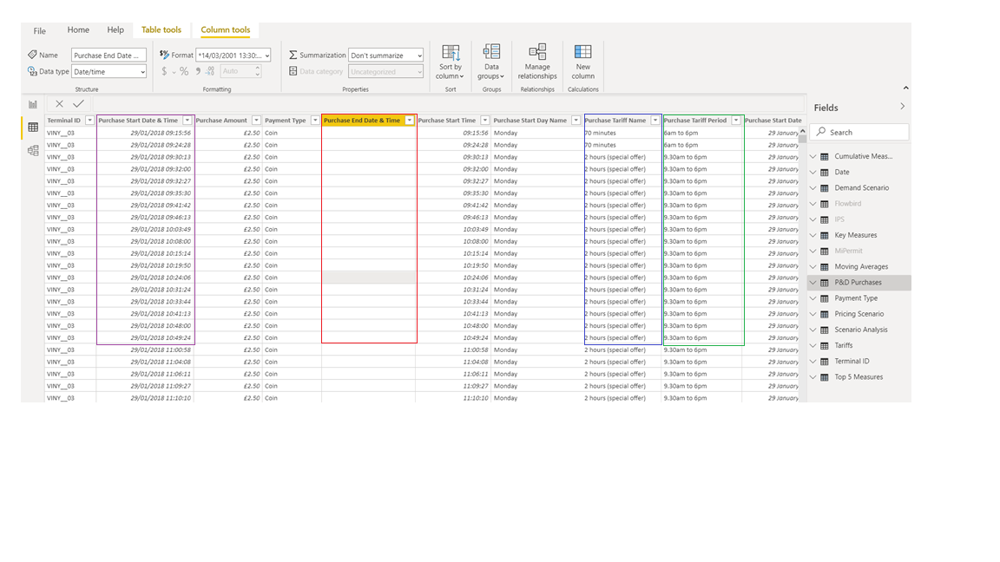 File Home Help Table tools Column tools
Name Purchase End Date ... $% Format *14/03/2001 13:30:... Summarization Don't summarize Sort by column Data groups Manage relationships New column
Data type Date/time $ % Auto Data category Uncategorized
Structure Formatting Properties Sort Groups Relationships Calculations
Fields
Search
Cumulative Meas...
Date
Demand Scenario
Flowbird
IPS
Key Measures
MiPermit
Moving Averages
P&D Purchases
Payment Type
Pricing Scenario
Scenario Analysis
Tariffs
Terminal ID
Top 5 Measures
Terminal ID Purchase Start Date & Time Purchase Amount Payment Type Purchase End Date & Time Purchase Start Time Purchase Start Day Name Purchase Tariff Name Purchase Tariff Period Purchase Start Date
VINY__03 29/01/2018 09:15:56 £2.50 Coin 09:15:56 Monday 70 minutes 6am to 6pm 29 January
VINY__03 29/01/2018 09:24:28 £2.50 Coin 09:24:28 Monday 70 minutes 6am to 6pm 29 January
VINY__03 29/01/2018 09:30:13 £2.50 Coin 09:30:13 Monday 2 hours (special offer) 9.30am to 6pm 29 January
VINY__03 29/01/2018 09:32:00 £2.50 Coin 09:32:00 Monday 2 hours (special offer) 9.30am to 6pm 29 January
VINY__03 29/01/2018 09:32:27 £2.50 Coin 09:32:27 Monday 2 hours (special offer) 9.30am to 6pm 29 January
VINY__03 29/01/2018 09:35:30 £2.50 Coin 09:35:30 Monday 2 hours (special offer) 9.30am to 6pm 29 January
VINY__03 29/01/2018 09:41:42 £2.50 Coin 09:41:42 Monday 2 hours (special offer) 9.30am to 6pm 29 January
VINY__03 29/01/2018 09:46:13 £2.50 Coin 09:46:13 Monday 2 hours (special offer) 9.30am to 6pm 29 January
VINY__03 29/01/2018 10:03:49 £2.50 Coin 10:03:49 Monday 2 hours (special offer) 9.30am to 6pm 29 January
VINY__03 29/01/2018 10:08:00 £2.50 Coin 10:08:00 Monday 2 hours (special offer) 9.30am to 6pm 29 January
VINY__03 29/01/2018 10:15:14 £2.50 Coin 10:15:14 Monday 2 hours (special offer) 9.30am to 6pm 29 January
VINY__03 29/01/2018 10:19:50 £2.50 Coin 10:19:50 Monday 2 hours (special offer) 9.30am to 6pm 29 January
VINY__03 29/01/2018 10:24:06 £2.50 Coin 10:24:06 Monday 2 hours (special offer) 9.30am to 6pm 29 January
VINY__03 29/01/2018 10:31:24 £2.50 Coin 10:31:24 Monday 2 hours (special offer) 9.30am to 6pm 29 January
VINY__03 29/01/2018 10:33:44 £2.50 Coin 10:33:44 Monday 2 hours (special offer) 9.30am to 6pm 29 January
VINY__03 29/01/2018 10:41:13 £2.50 Coin 10:41:13 Monday 2 hours (special offer) 9.30am to 6pm 29 January
VINY__03 29/01/2018 10:48:00 £2.50 Coin 10:48:00 Monday 2 hours (special offer) 9.30am to 6pm 29 January
VINY__03 29/01/2018 10:49:24 £2.50 Coin 10:49:24 Monday 2 hours (special offer) 9.30am to 6pm 29 January
VINY__03 29/01/2018 11:00:58 £2.50 Coin 11:00:58 Monday 2 hours (special offer) 9.30am to 6pm 29 January
VINY__03 29/01/2018 11:04:08 £2.50 Coin 11:04:08 Monday 2 hours (special offer) 9.30am to 6pm 29 January
VINY__03 29/01/2018 11:06:11 £2.50 Coin 11:06:11 Monday 2 hours (special offer) 9.30am to 6pm 29 January
VINY__03 29/01/2018 11:09:27 £2.50 Coin 11:09:27 Monday 2 hours (special offer) 9.30am to 6pm 29 January
VINY__03 29/01/2018 11:10:10 £2.50 Coin 11:10:10 Monday 2 hours (special offer) 9.30am to 6pm 29 January